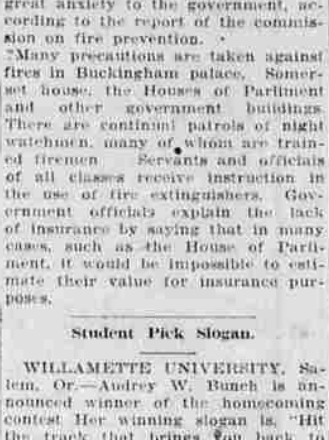 great anxiety to the government, ac-
cording to the report of the commis-
sion on fire prevention.
"Many precautions are taken against
fires in Buckingham palace, Somer-
set house, the Houses of Parliment
and other government buildings.
There are continual patrols of night
watchmen, many of whom are train-
ed firemen Servants and officials
of all classes receive instruction in
the use of fire extinguishers. Gov-
ernment officials explain the lack
of insurance by saying that in many
cases, such as the House of Parli-
ment, it would be impossible to esti-
mate their value for insurance pur-
poses.
Student Pick Slogan.
WILLAMETTE UNIVERSITY, Sa-
lem, Or.—Audrey W. Bunch is an-
nounced winner of the homecoming
contest Her winning slogan is, "Hit
the track that brings back